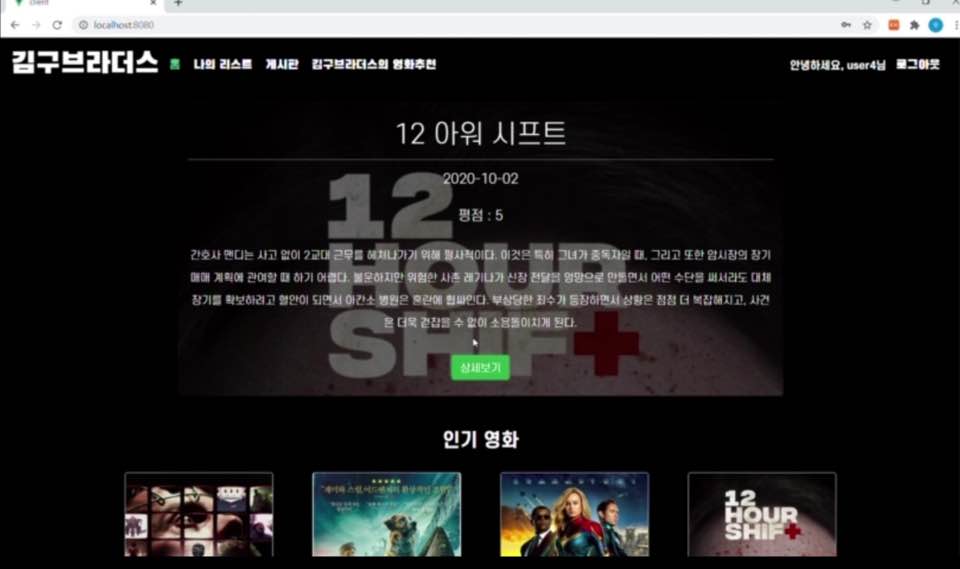 client
localhost:8080
김구브라더스 홈 나의 리스트 게시판 김구브라더스의 영화추천 안녕하세요, user4님 로그아웃
12 아워 시프트
2020-10-02
평점 : 5
간호사 맨디는 사고 없이 2교대 근무를 헤쳐나가기 위해 필사적이다. 이것은 특히 그녀가 중독자일 때, 그리고 또한 암시장의 장기
매매 계획에 관여할 때 하기 어렵다. 불운하지만 위험한 사촌 레기나가 신장 전달을 엉망으로 만들면서 어떤 수단을 써서라도 대체
장기를 확보하려고 혈안이 되면서 아칸소 병원은 혼란에 휩싸인다. 부상당한 죄수가 등장하면서 상황은 점점 더 복잡해지고, 사건
은 더욱 걷잡을 수 없이 소용돌이치게 된다.
12
HOUR
SHIFT
상세보기
인기 영화
12
HOUR
SHIFT